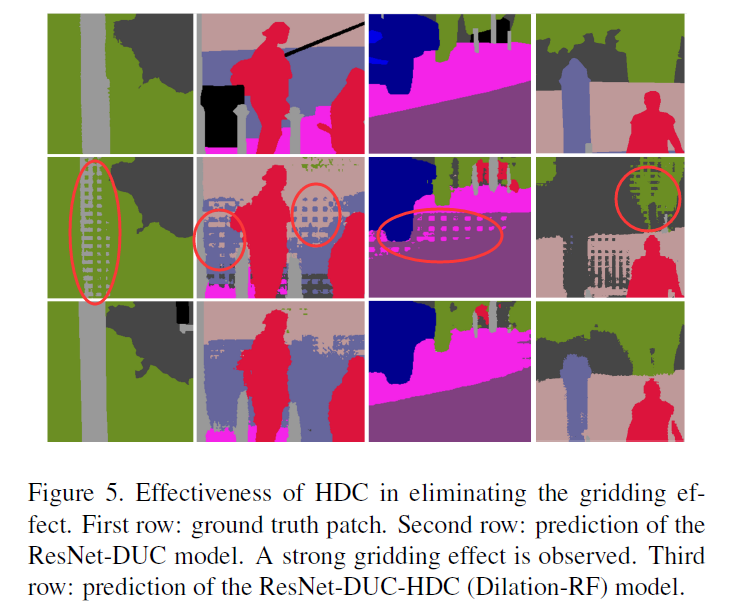 Figure 5. Effectiveness of HDC in eliminating the gridding ef-
fect. First row: ground truth patch. Second row: prediction of the
ResNet-DUC model. A strong gridding effect is observed. Third
row: prediction of the ResNet-DUC-HDC (Dilation-RF) model.